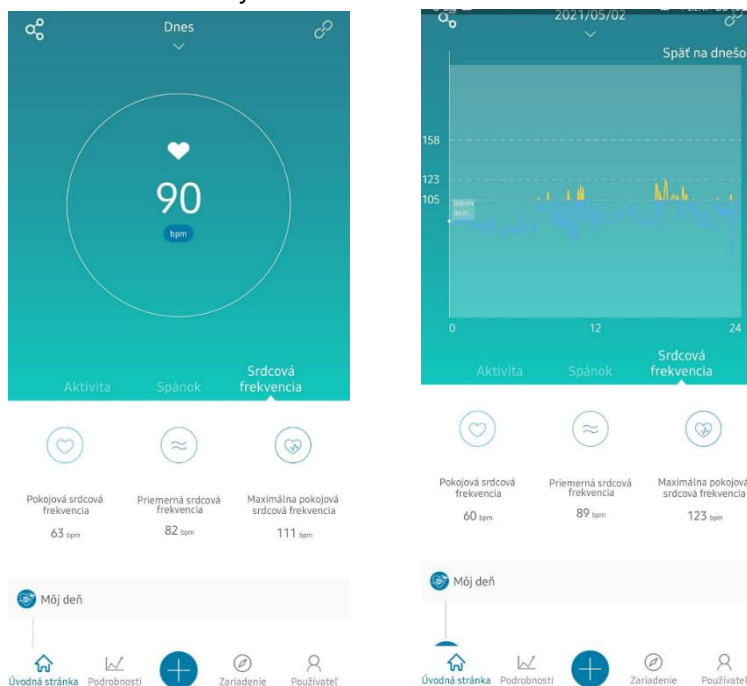 Dnes
90
bpm
Aktivita
Spánok
Srdcová
frekvencia
Pokojová srdcová
frekvencia
63 bpm
Priemerná srdcová
frekvencia
82 bpm
Maximálna pokojová
srdcová frekvencia
111 bpm
Môj deň
Úvodná stránka
Podrobnosti
Zariadenie
Používateľ
2021/05/02
Späť na dnešo
158
123
105
0
12
24
Aktivita
Spánok
Srdcová
frekvencia
Pokojová srdcová
frekvencia
60 bpm
Priemerná srdcová
frekvencia
89 bpm
Maximálna pokojová
srdcová frekvencia
123 bpm
Môj deň
Úvodná stránka
Podrobnosti
Zariadenie
Používateľ